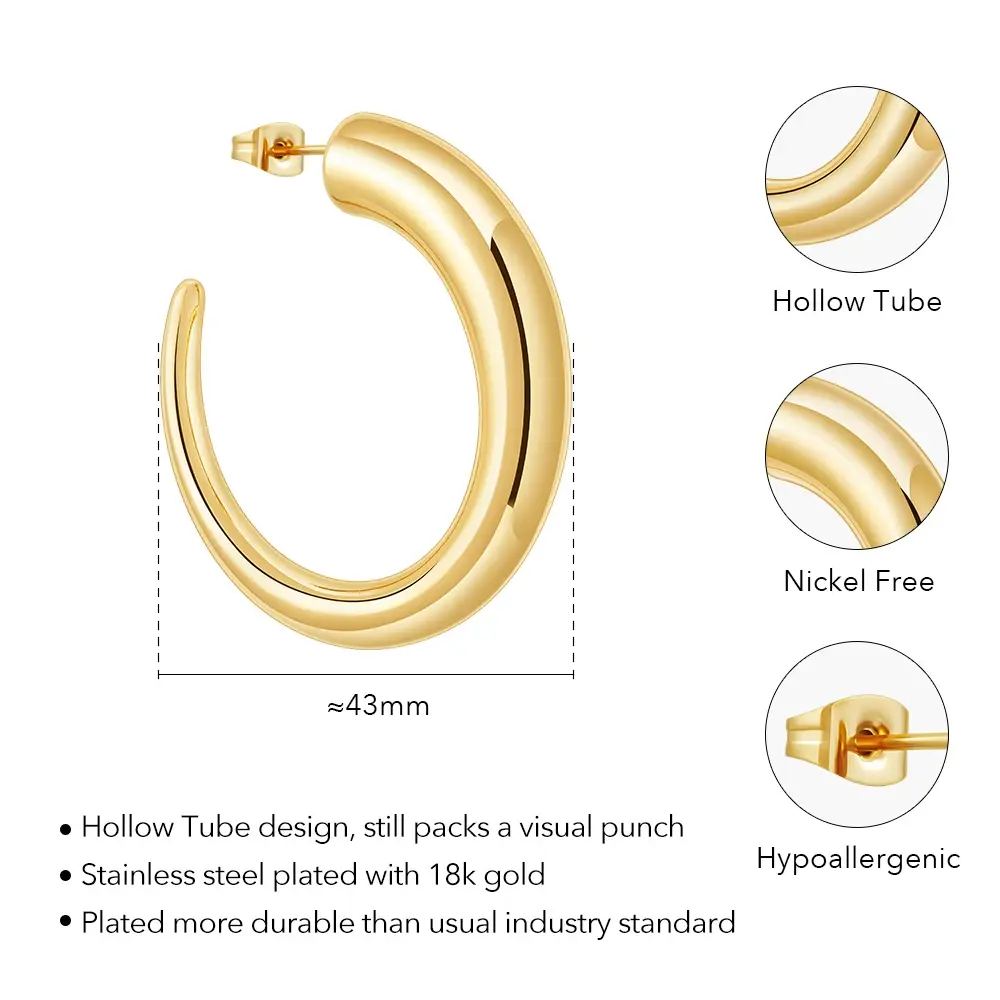 Hollow Tube
Nickel Free
≈43mm
Hypoallergenic
• Hollow Tube design, still packs a visual punch
• Stainless steel plated with 18k gold
• Plated more durable than usual industry standard